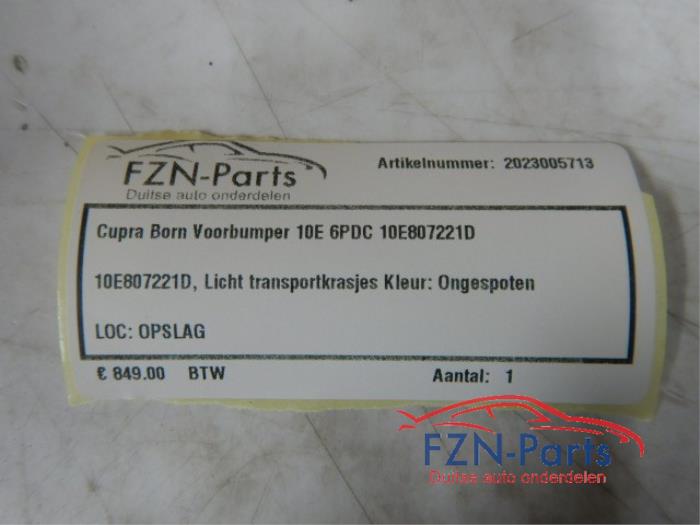 FZN-Parts
Duitse auto onderdelen
Artikelnummer: 2023005713
Cupra Born Voorbumper 10E 6PDC 10E807221D
10E807221D, Licht transportkrasjes Kleur: Ongespoten
LOC: OPSLAG
€ 849.00 BTW Aantal: 1
FZN-Parts
Duitse auto onderdelen